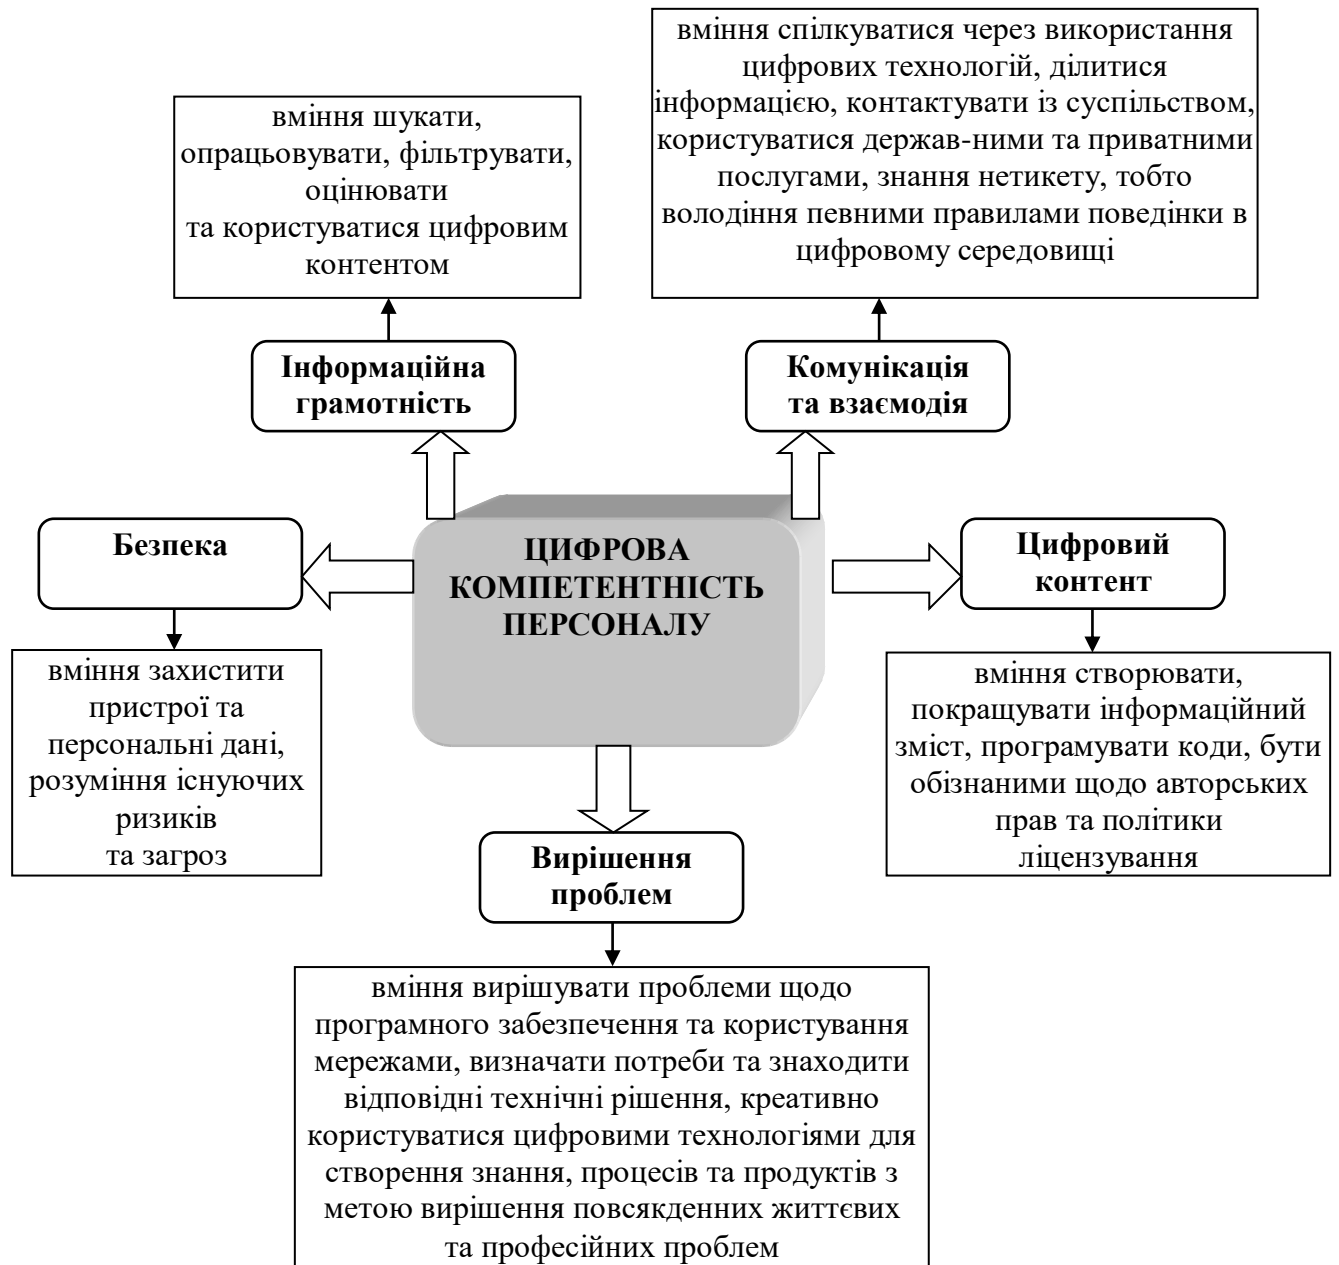 вміння шукати,
опрацьовувати, фільтрувати,
оцінювати
та користуватися цифровим
контентом
вміння спілкуватися через використання
цифрових технологій, ділитися
інформацією, контактувати із суспільством,
користуватися держав-ними та приватними
послугами, знання нетикету, тобто
володіння певними правилами поведінки в
цифровому середовищі
Інформаційна
грамотність
Комунікація
та взаємодія
Безпека
ЦИФРОВА
КОМПЕТЕНТНІСТЬ
ПЕРСОНАЛУ
Цифровий
контент
вміння захистити
пристрої та
персональні дані,
розуміння існуючих
ризиків
та загроз
вміння створювати,
покращувати інформаційний
зміст, програмувати коди, бути
обізнаними щодо авторських
прав та політики
ліцензування
Вирішення
проблем
вміння вирішувати проблеми щодо
програмного забезпечення та користування
мережами, визначати потреби та знаходити
відповідні технічні рішення, креативно
користуватися цифровими технологіями для
створення знання, процесів та продуктів з
метою вирішення повсякденних життєвих
та професійних проблем